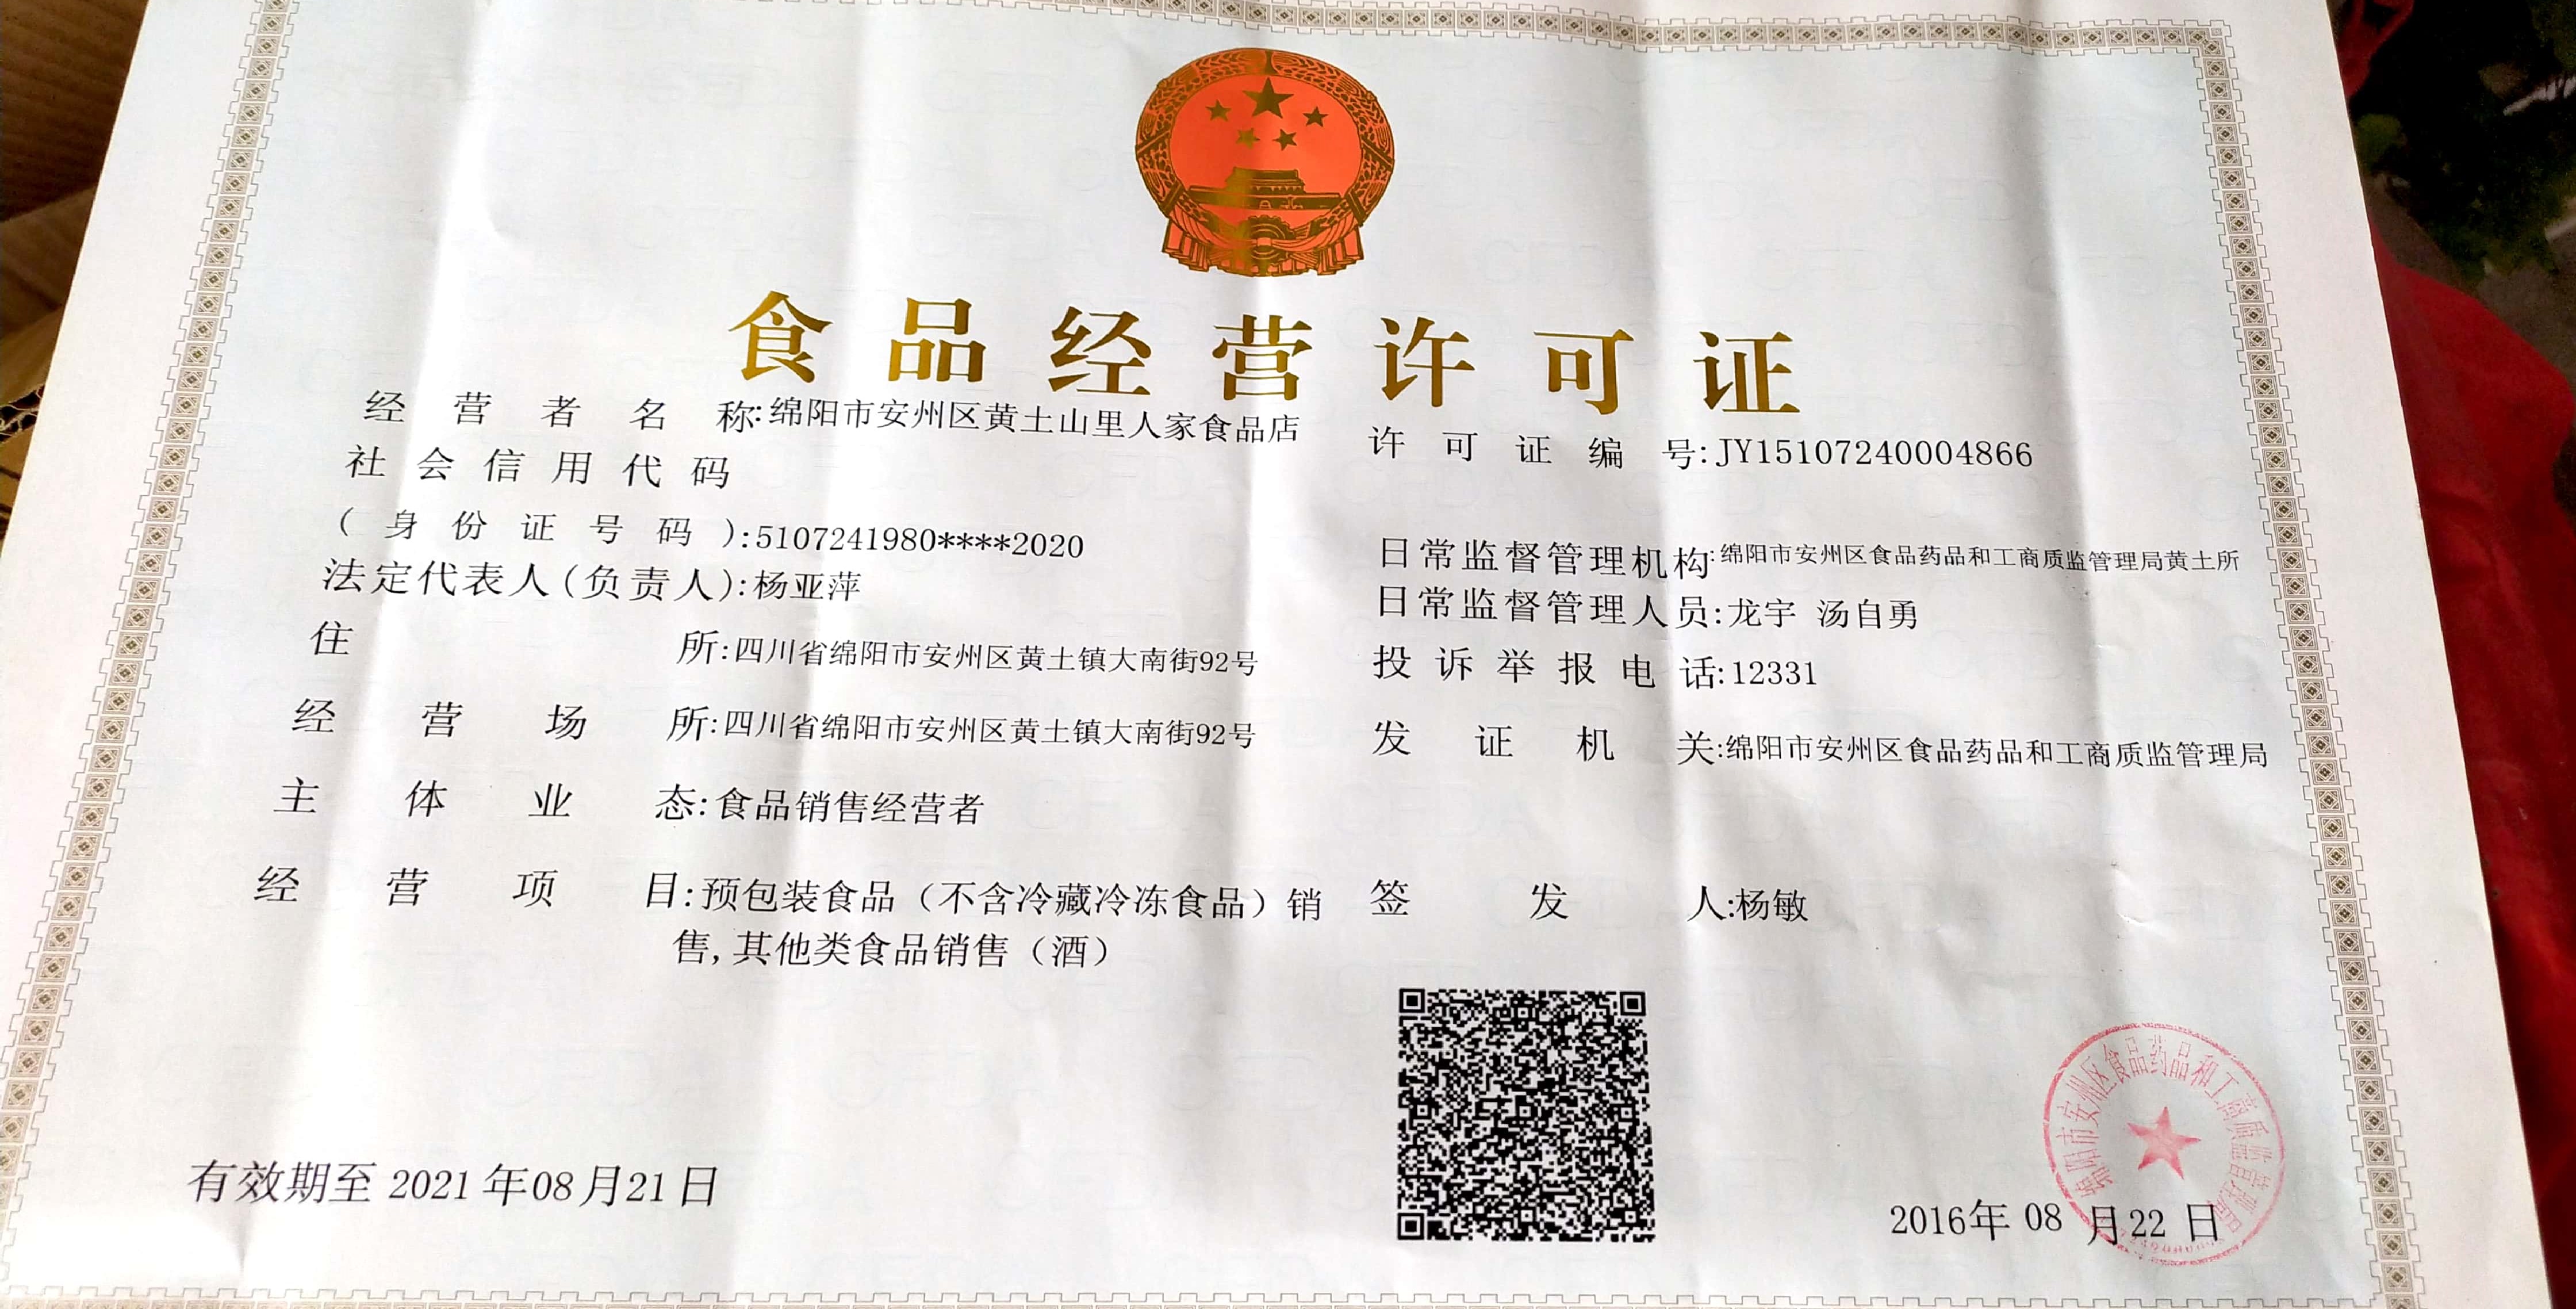 食品经营许可证
经营者名称:绵阳市安州区黄土山里人家食品店
社会信用代码
(身份证号码):5107241980****2020
法定代表人(负责人):杨亚萍
住所:四川省绵阳市安州区黄土镇大南街92号
经营场所:四川省绵阳市安州区黄土镇大南街92号
主体业态:食品销售经营者
经营项目:预包装食品（不含冷藏冷冻食品）销
售,其他类食品销售（酒）
有效期至 2021年08月21日
许可证编号:JY15107240004866
日常监督管理机构:绵阳市安州区食品药品和工商质监管理局黄土所
日常监督管理人员:龙宇 汤自勇
投诉举报电话:12331
发证机关:绵阳市安州区食品药品和工商质监管理局
签发人:杨敏
绵阳市安州区食品药品和工商质监管理局
2016年08月22日